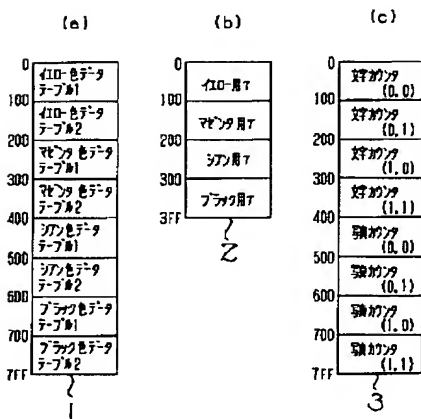 (a)
0
イエロー色データ
テーブル1
100
イエロー色データ
テーブル2
200
マゼンタ色データ
テーブル1
300
マゼンタ色データ
テーブル2
400
シアン色データ
テーブル1
500
シアン色データ
テーブル2
600
ブラック色データ
テーブル1
700
ブラック色データ
テーブル2
7FF
1
(b)
0
イエロー用γ
100
マゼンタ用γ
200
シアン用γ
300
ブラック用γ
3FF
2
(c)
0
文字カウンタ
(0.0)
100
文字カウンタ
(0.1)
200
文字カウンタ
(1.0)
300
文字カウンタ
(1.1)
400
写真カウンタ
(0.0)
500
写真カウンタ
(0.1)
600
写真カウンタ
(1.0)
700
写真カウンタ
(1.1)
7FF
3